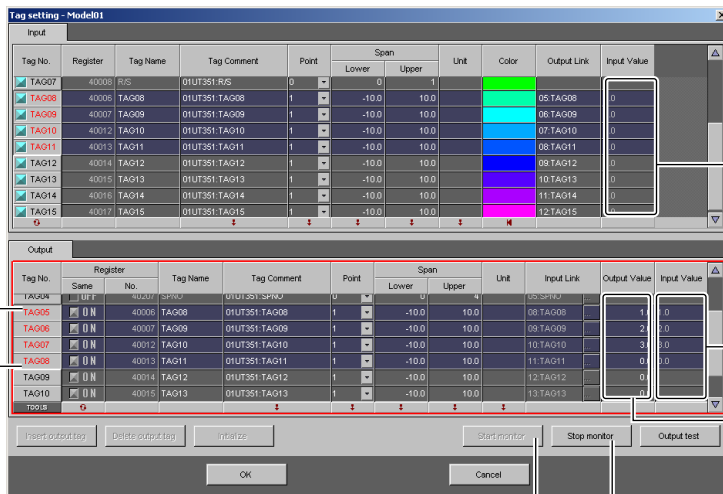 Tag setting - Model01
Input
Tag No. Register Tag Name Tag Comment Point Span Lower Upper Unit Color Output Link Input Value
TAG07 40008 R/S 01UT351:R/S 0 0 1
TAG08 40006 TAG08 01UT351:TAG08 1 -10.0 10.0 05:TAG08 .0
TAG09 40007 TAG09 01UT351:TAG09 1 -10.0 10.0 06:TAG09 .0
TAG10 40012 TAG10 01UT351:TAG10 1 -10.0 10.0 07:TAG10 .0
TAG11 40013 TAG11 01UT351:TAG11 1 -10.0 10.0 08:TAG11 .0
TAG12 40014 TAG12 01UT351:TAG12 1 -10.0 10.0 09:TAG12 .0
TAG13 40015 TAG13 01UT351:TAG13 1 -10.0 10.0 10:TAG13 .0
TAG14 40016 TAG14 01UT351:TAG14 1 -10.0 10.0 11:TAG14 .0
TAG15 40017 TAG15 01UT351:TAG15 1 -10.0 10.0 12:TAG15 .0
Output
Tag No. Register Same No. Tag Name Tag Comment Point Span Lower Upper Unit Input Link Output Value Input Value
TAG04 OFF 40207 SPNO 01UT351:SPNO 0 0 4 05:SPNO
TAG05 ON 40006 TAG08 01UT351:TAG08 1 -10.0 10.0 08:TAG08 ... 1.0 1.0
TAG06 ON 40007 TAG09 01UT351:TAG09 1 -10.0 10.0 09:TAG09 ... 2.0 2.0
TAG07 ON 40012 TAG10 01UT351:TAG10 1 -10.0 10.0 10:TAG10 ... 3.0 3.0
TAG08 ON 40013 TAG11 01UT351:TAG11 1 -10.0 10.0 11:TAG11 ... 0.0 0.0
TAG09 ON 40014 TAG12 01UT351:TAG12 1 -10.0 10.0 12:TAG12 ... 0.
TAG10 ON 40015 TAG13 01UT351:TAG13 1 -10.0 10.0 13:TAG13 ... 0.
TOOLS
Insert output tag Delete output tag Initialize Start monitor Stop monitor Output test
OK Cancel